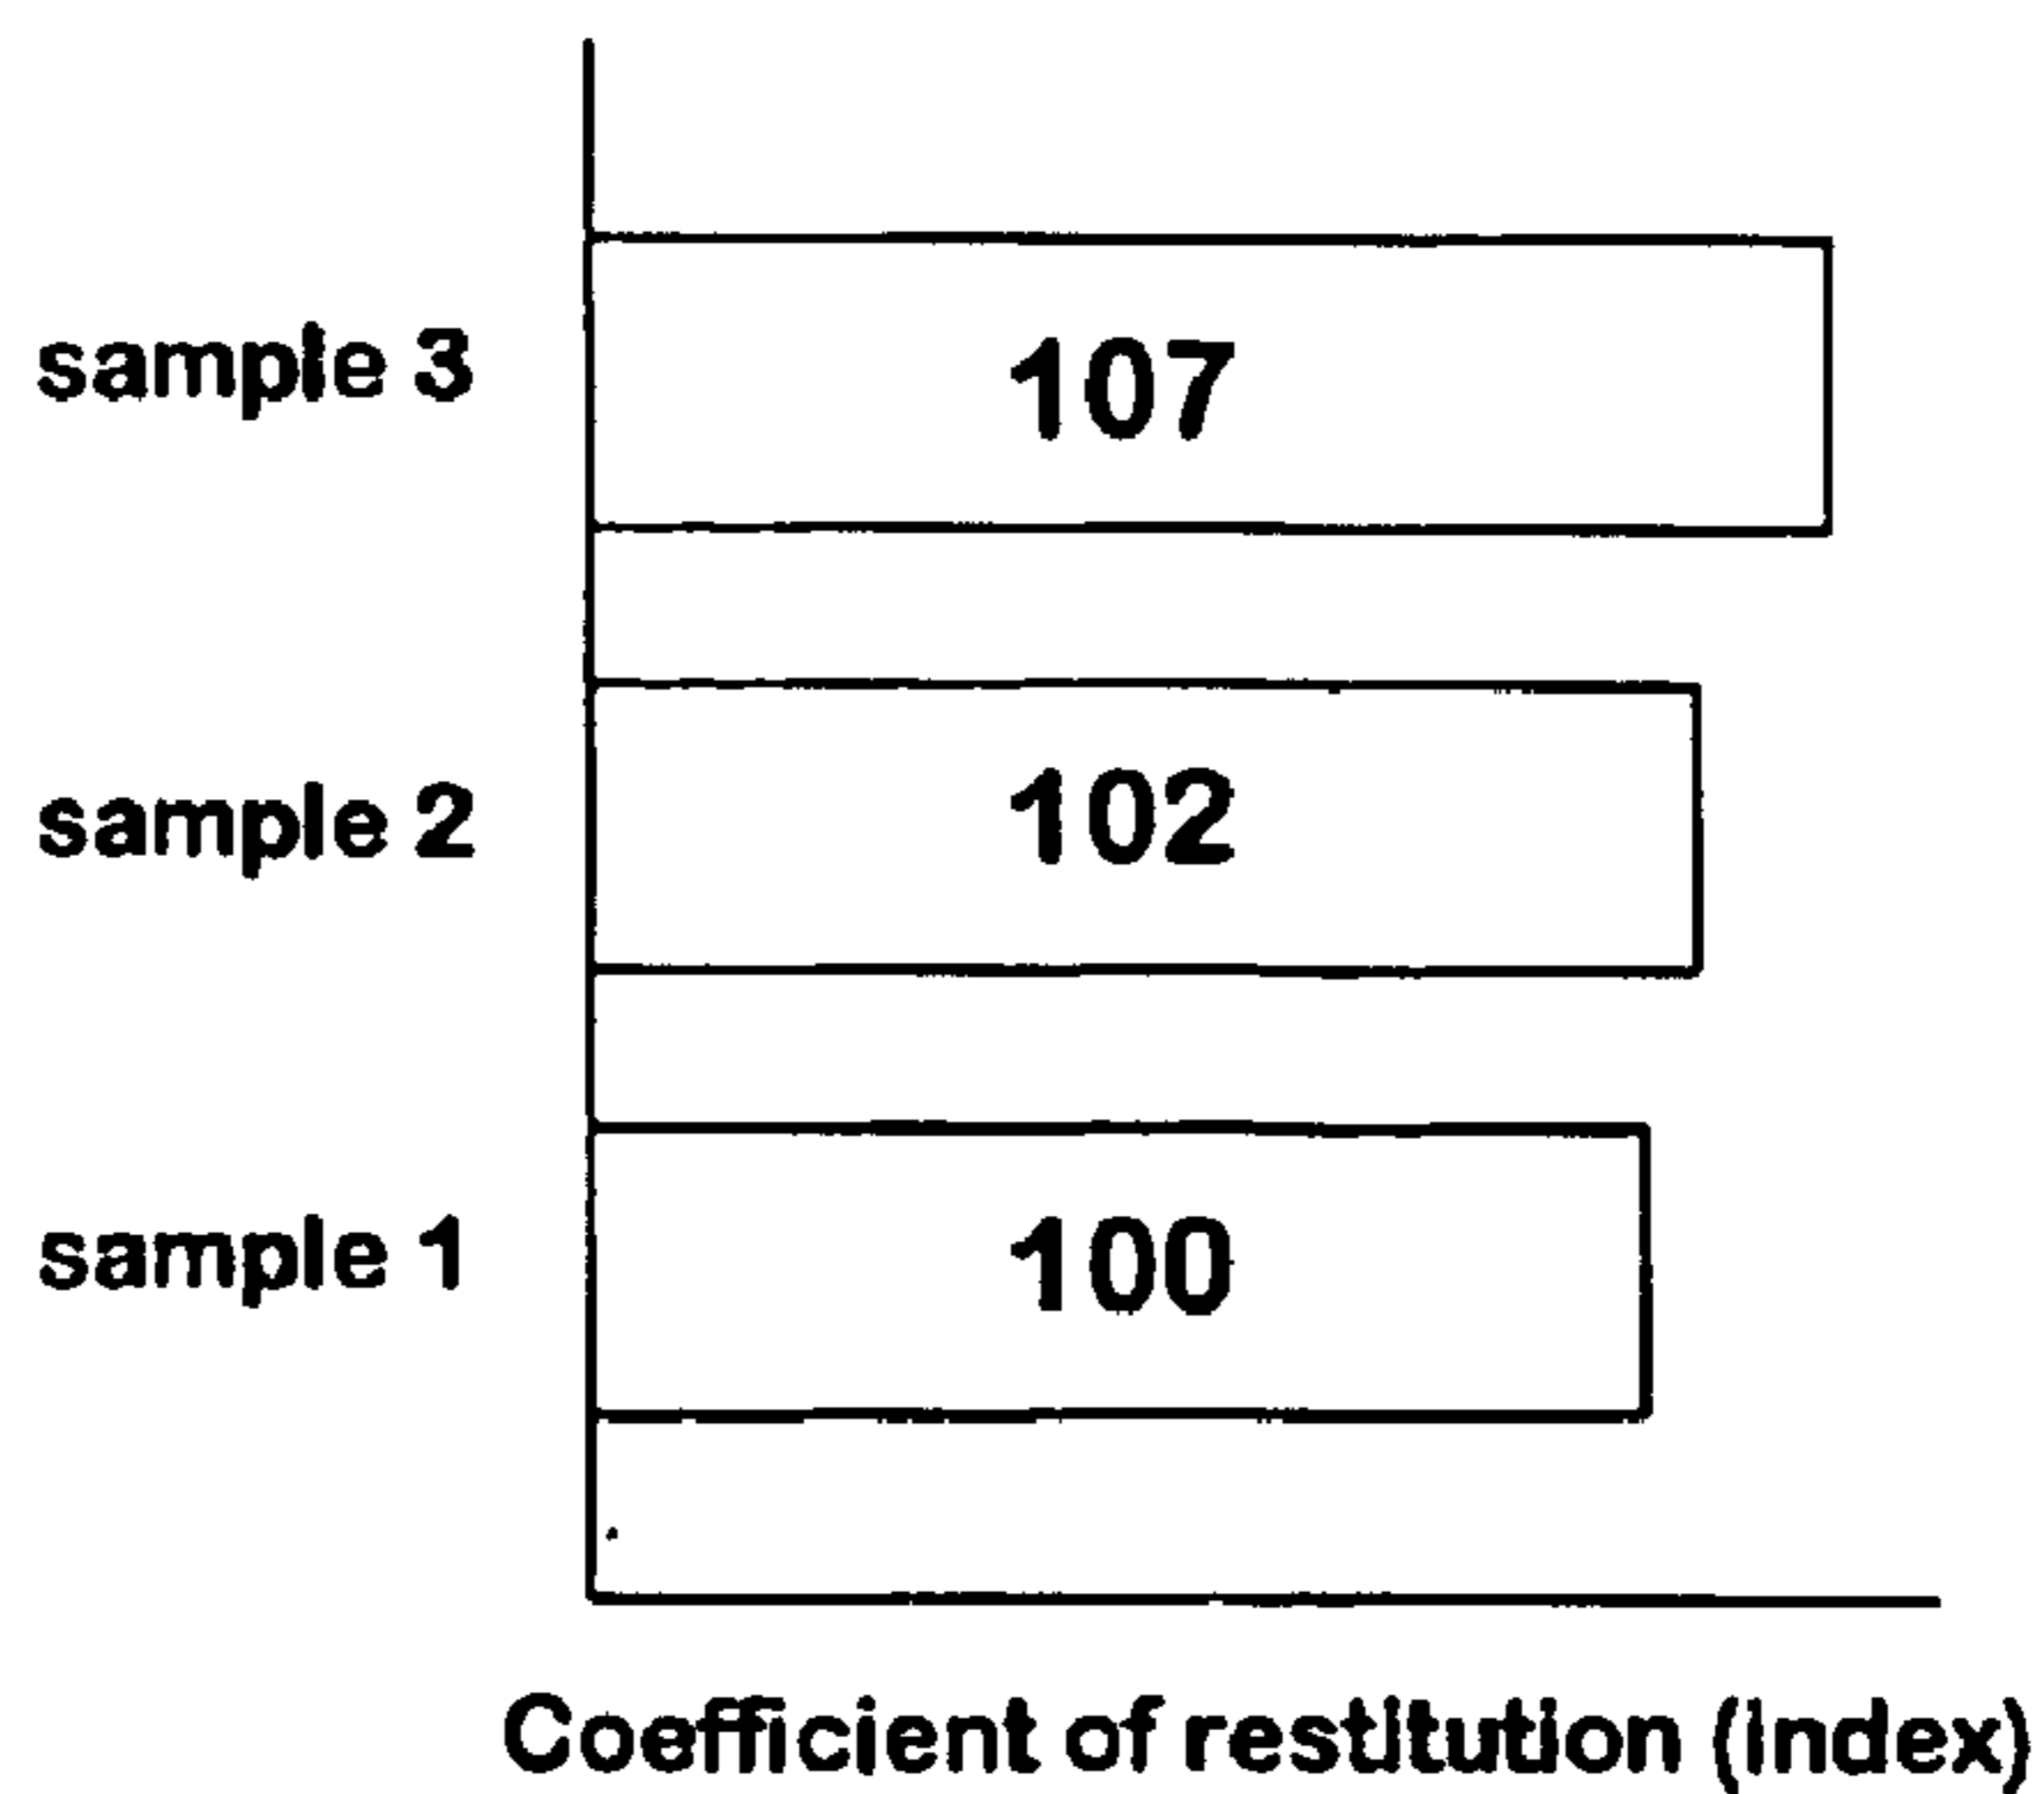 sample 3
107
sample 2
102
sample 1
100
Coefficient of restitution (index)